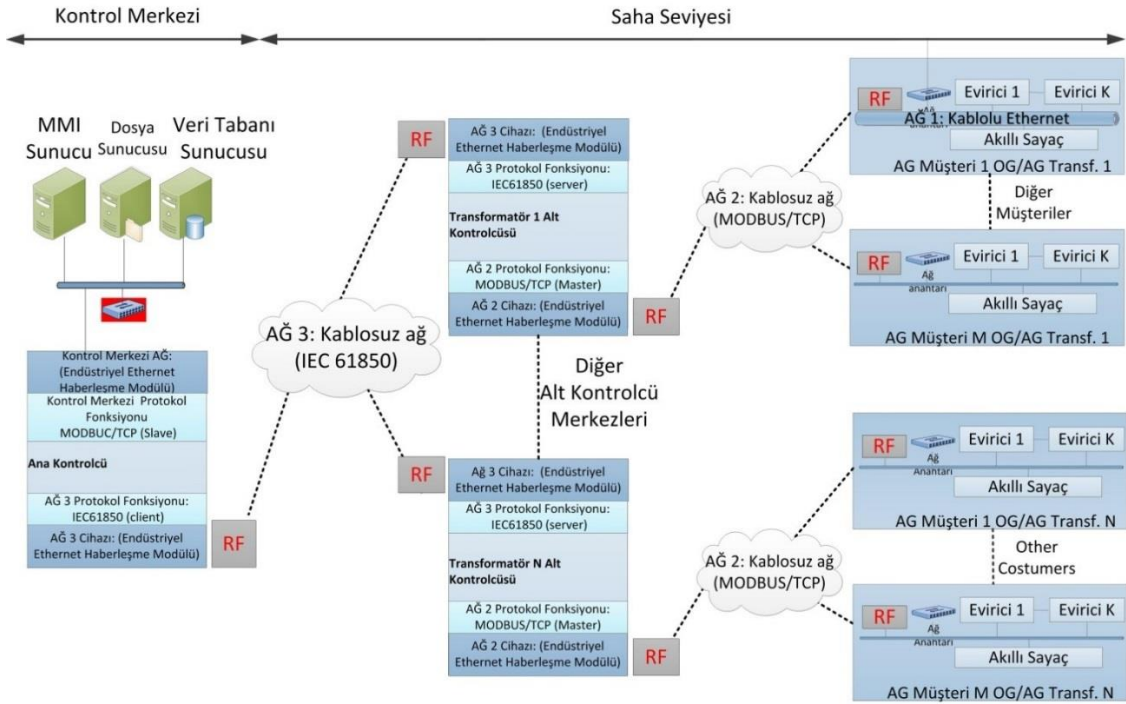 Kontrol Merkezi
Saha Seviyesi
MMI
Sunucu
Dosya
Sunucusu
Veri Tabanı
Sunucusu
Kontrol Merkezi AĞ:
(Endüstriyel Ethernet
Haberleşme Modülü)
Kontrol Merkezi Protokol
Fonksiyonu
MODBUC/TCP (Slave)
Ana Kontrolcü
AĞ 3 Protokol Fonksiyonu:
IEC61850 (client)
AĞ 3 Cihazı: (Endüstriyel
Ethernet Haberleşme Modülü)
RF
AĞ 3: Kablosuz ağ
(IEC 61850)
RF
AĞ 3 Cihazı: (Endüstriyel
Ethernet Haberleşme Modülü)
AĞ 3 Protokol Fonksiyonu:
IEC61850 (server)
Transformatör 1 Alt
Kontrolcüsü
AĞ 2 Protokol Fonksiyonu:
MODBUS/TCP (Master)
AĞ 2 Cihazı: (Endüstriyel
Ethernet Haberleşme Modülü)
RF
Diğer
Alt Kontrolcü
Merkezleri
RF
Ağ 3 Cihazı: (Endüstriyel
Ethernet Haberleşme Modülü)
AĞ 3 Protokol Fonksiyonu:
IEC61850 (server)
Transformatör N Alt
Kontrolcüsü
AĞ 2 Protokol Fonksiyonu:
MODBUS/TCP (Master)
AĞ 2 Cihazı: (Endüstriyel
Ethernet Haberleşme Modülü)
RF
AĞ 2: Kablosuz ağ
(MODBUS/TCP)
RF
Evirici 1
Evirici K
AĞ 1: Kablolu Ethernet
Akıllı Sayaç
AG Müşteri 1 OG/AG Transf. 1
Diğer
Müşteriler
RF
Ağ
anahtarı
Evirici 1
Evirici K
Akıllı Sayaç
AG Müşteri M OG/AG Transf. 1
AĞ 2: Kablosuz ağ
(MODBUS/TCP)
RF
Ağ
Anahtarı
Evirici 1
Evirici K
Akıllı Sayaç
AG Müşteri 1 OG/AG Transf. N
Other
Costumers
RF
Ağ
Anahtarı
Evirici 1
Evirici K
Akıllı Sayaç
AG Müşteri M OG/AG Transf. N